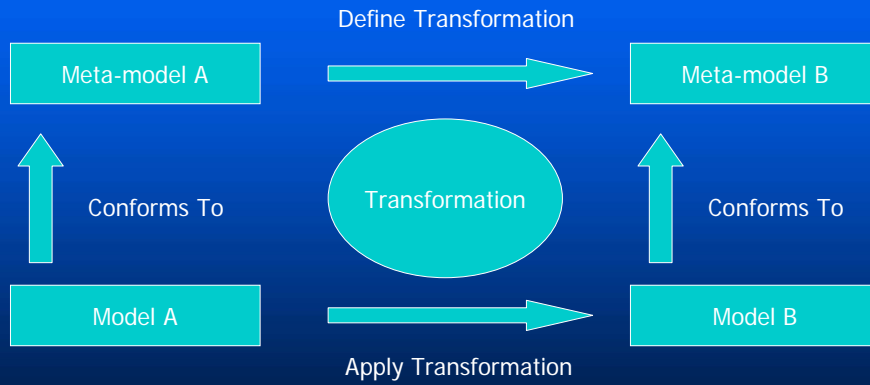 Define Transformation
Meta-model A
Meta-model B
Transformation
Conforms To
Conforms To
Model A
Model B
Apply Transformation